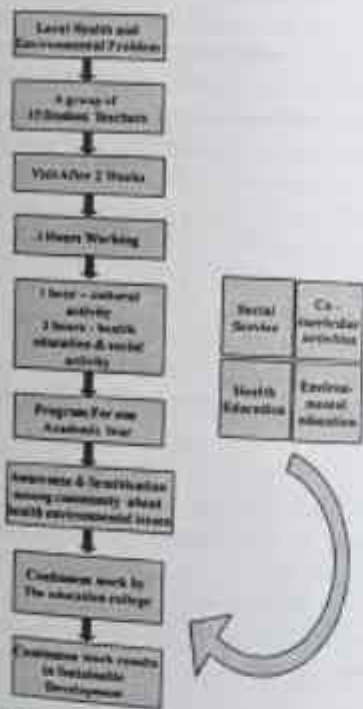 Local Health and
Environmental Problem
A group of
15 Student Teachers
Visit After 2 Weeks
Hours Working
1 hour – cultural
activity
2 hours - health
education & social
activity
Program For one
Academic Year
Awareness & Sensitisation
among community about
health environmental issues
Continuous work by
The education college
Continuous work results
in Sustainable
Development
Social
Service
Co -
curricular
activities
Health
Education
Environ-
mental
education